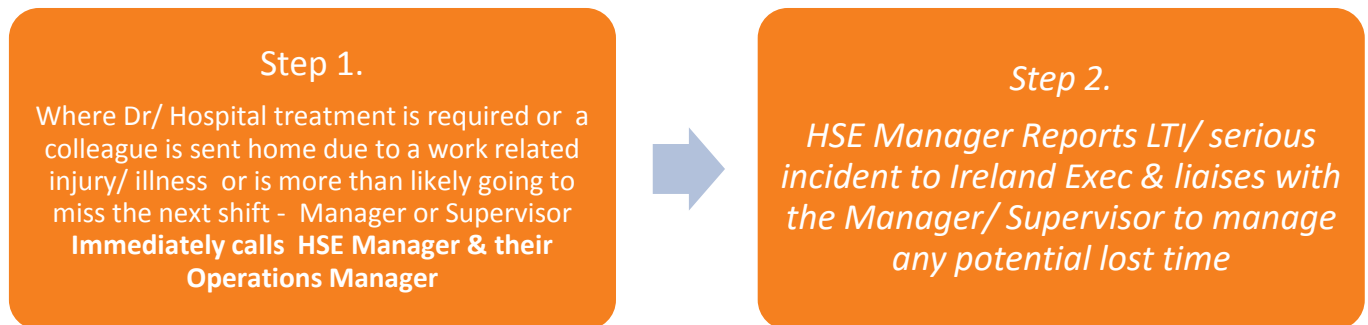 Step 1.
Where Dr/ Hospital treatment is required or a
colleague is sent home due to a work related
injury/ illness or is more than likely going to
miss the next shift - Manager or Supervisor
Immediately calls HSE Manager & their
Operations Manager
Step 2.
HSE Manager Reports LTI/ serious
incident to Ireland Exec & liaises with
the Manager/ Supervisor to manage
any potential lost time